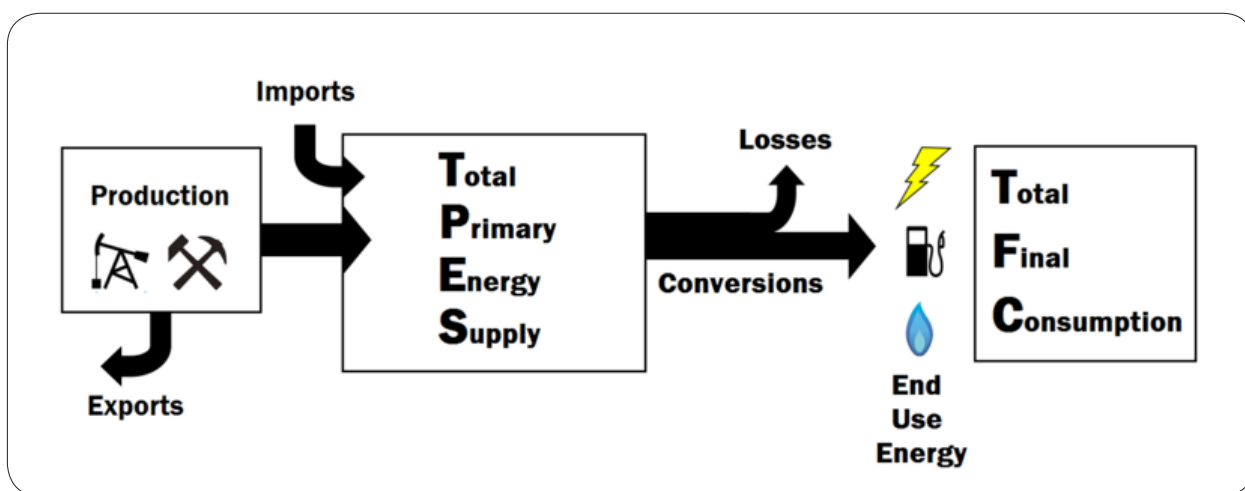 Imports
Production
Exports
Total
Primary
Energy
Supply
Losses
Conversions
End
Use
Energy
Total
Final
Consumption